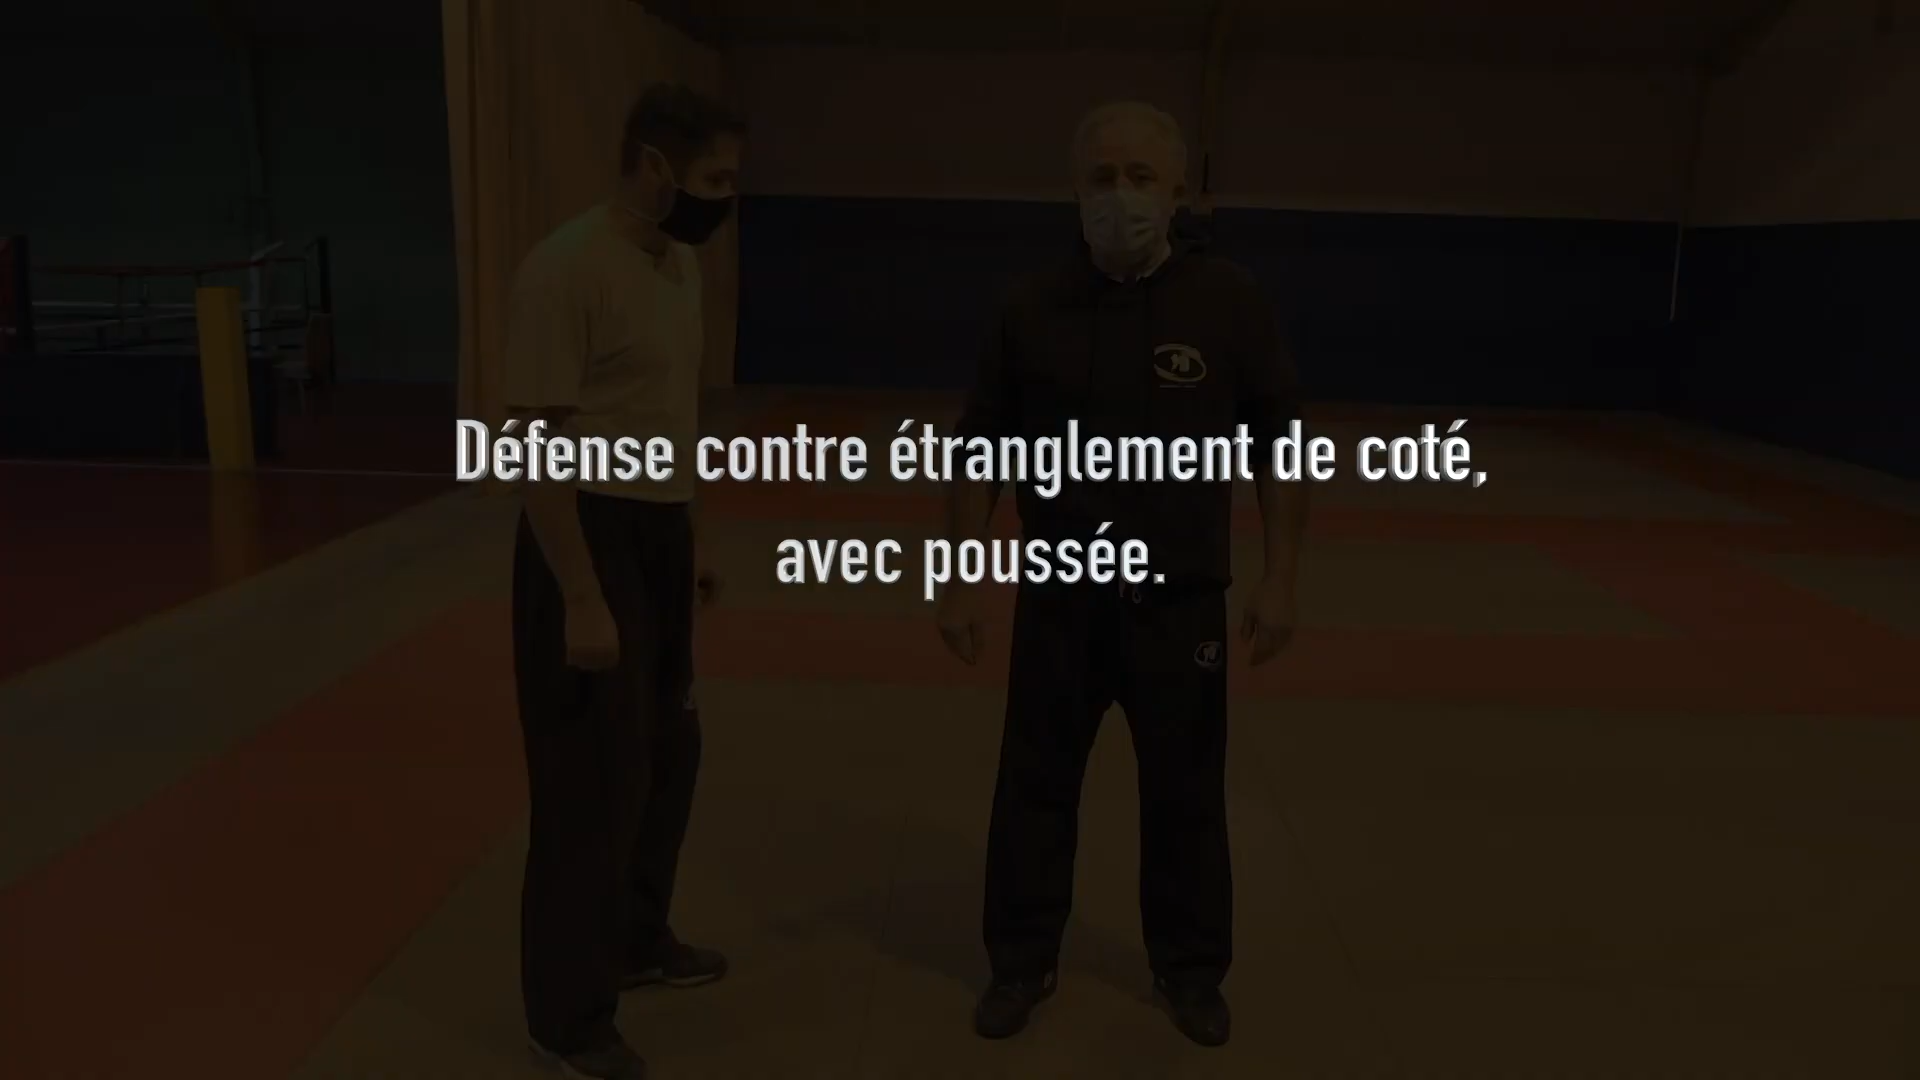 Défense contre étranglement de coté,
avec poussée.